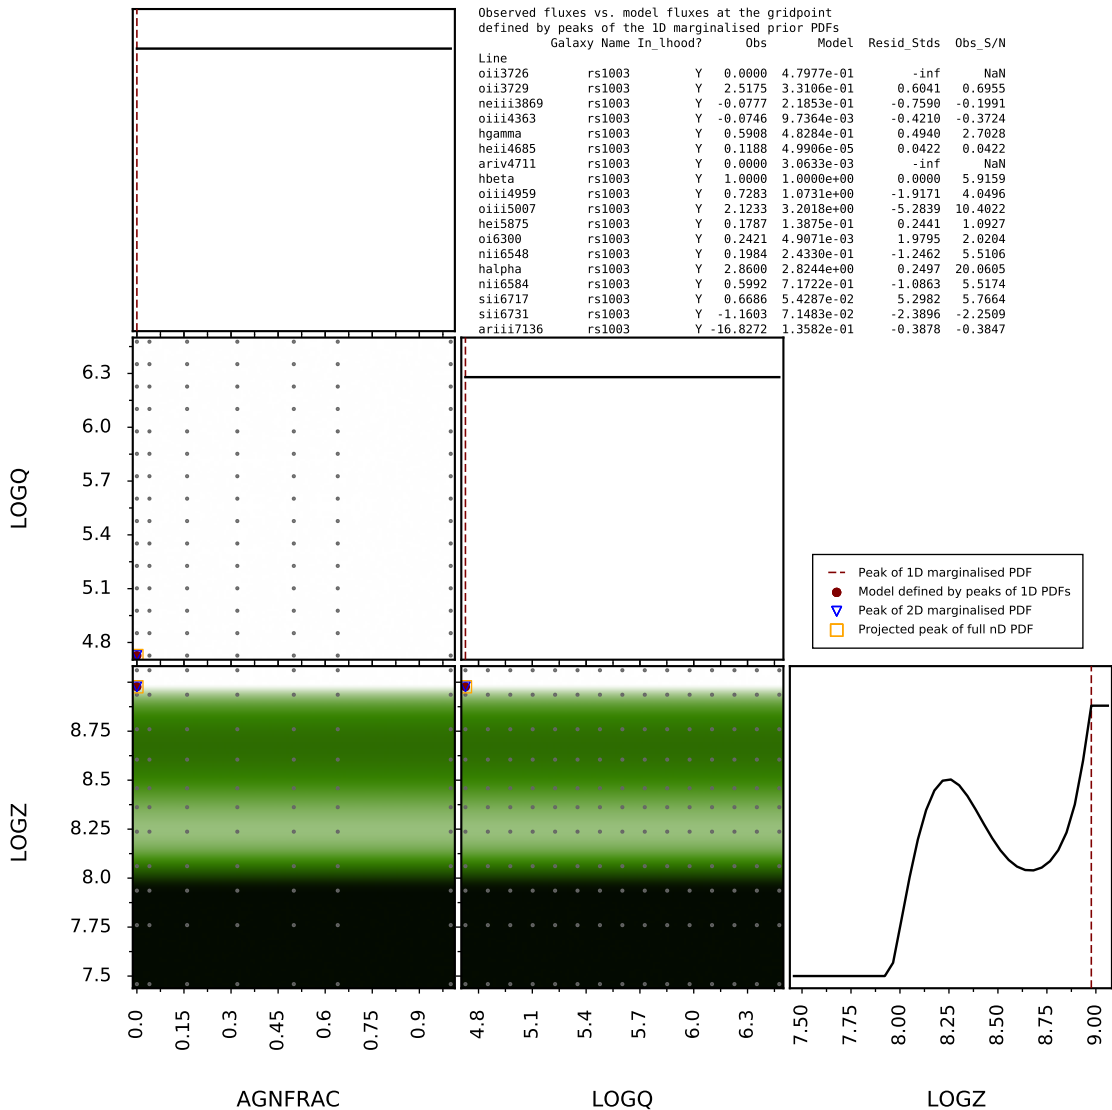 Observed fluxes vs. model fluxes at the gridpoint
defined by peaks of the 1D marginalised prior PDFs
Galaxy Name In_lhood? Obs Model Resid_Stds Obs_S/N
Line
oii3726 rs1003 Y 0.0000 4.7977e-01 -inf NaN
oii3729 rs1003 Y 2.5175 3.3106e-01 0.6041 0.6955
neiii3869 rs1003 Y -0.0777 2.1853e-01 -0.7590 -0.1991
oiii4363 rs1003 Y -0.0746 9.7364e-03 -0.4210 -0.3724
hgamma rs1003 Y 0.5908 4.8284e-01 0.4940 2.7028
heii4685 rs1003 Y 0.1188 4.9906e-05 0.0422 0.0422
ariv4711 rs1003 Y 0.0000 3.0633e-03 -inf NaN
hbeta rs1003 Y 1.0000 1.0000e+00 0.0000 5.9159
oiii4959 rs1003 Y 0.7283 1.0731e+00 -1.9171 4.0496
oiii5007 rs1003 Y 2.1233 3.2018e+00 -5.2839 10.4022
hei5875 rs1003 Y 0.1787 1.3875e-01 0.2441 1.0927
oi6300 rs1003 Y 0.2421 4.9071e-03 1.9795 2.0204
nii6548 rs1003 Y 0.1984 2.4330e-01 -1.2462 5.5106
halpha rs1003 Y 2.8600 2.8244e+00 0.2497 20.0605
nii6584 rs1003 Y 0.5992 7.1722e-01 -1.0863 5.5174
sii6717 rs1003 Y 0.6686 5.4287e-02 5.2982 5.7664
sii6731 rs1003 Y -1.1603 7.1483e-02 -2.3896 -2.2509
ariii7136 rs1003 Y -16.8272 1.3582e-01 -0.3878 -0.3847
6.3
6.0
5.7
5.4
5.1
4.8
LOGQ
Peak of 1D marginalised PDF
Model defined by peaks of 1D PDFs
Peak of 2D marginalised PDF
Projected peak of full nD PDF
8.75
8.5
8.25
8.0
7.75
7.5
LOGZ
0.0 0.15 0.3 0.45 0.6 0.75 0.9
4.8 5.1 5.4 5.7 6.0 6.3
7.50 7.75 8.00 8.25 8.50 8.75 9.00
AGNFRAC LOGQ LOGZ